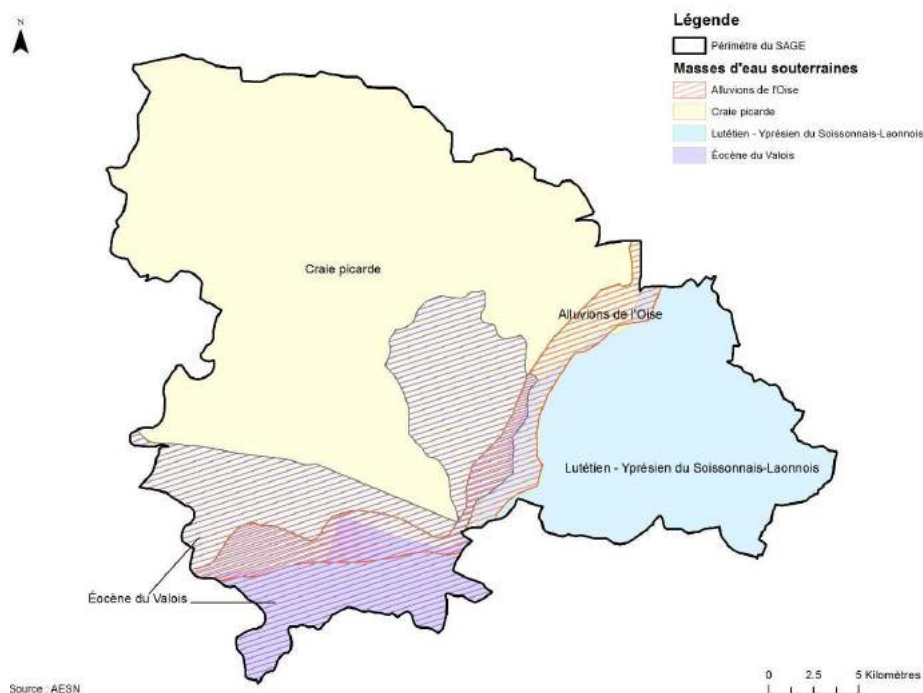 N
Légende
Périmètre du SAGE
Masses d'eau souterraines
Alluvions de l'Oise
Craie picarde
Lutétien - Yprésien du Soissonnais-Laonnois
Éocène du Valois
Craie picarde
Alluvions de l'Oise
Lutétien - Yprésien du Soissonnais-Laonnois
Éocène du Valois
Source : AESN
0 2.5 5 Kilomètres